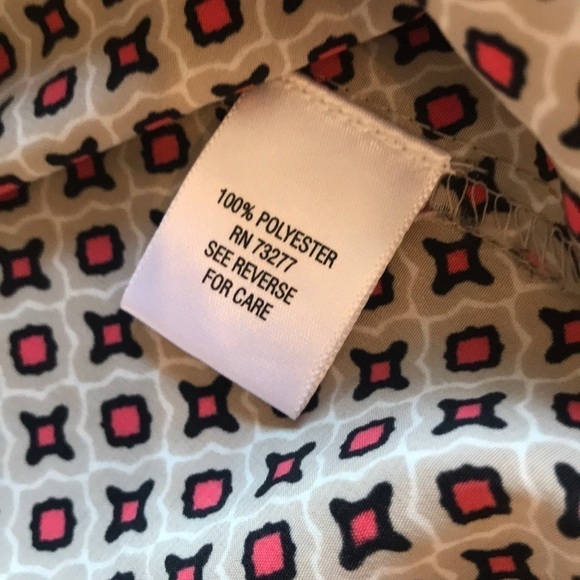 100% POLYESTER
RN 73277
SEE REVERSE
FOR CARE